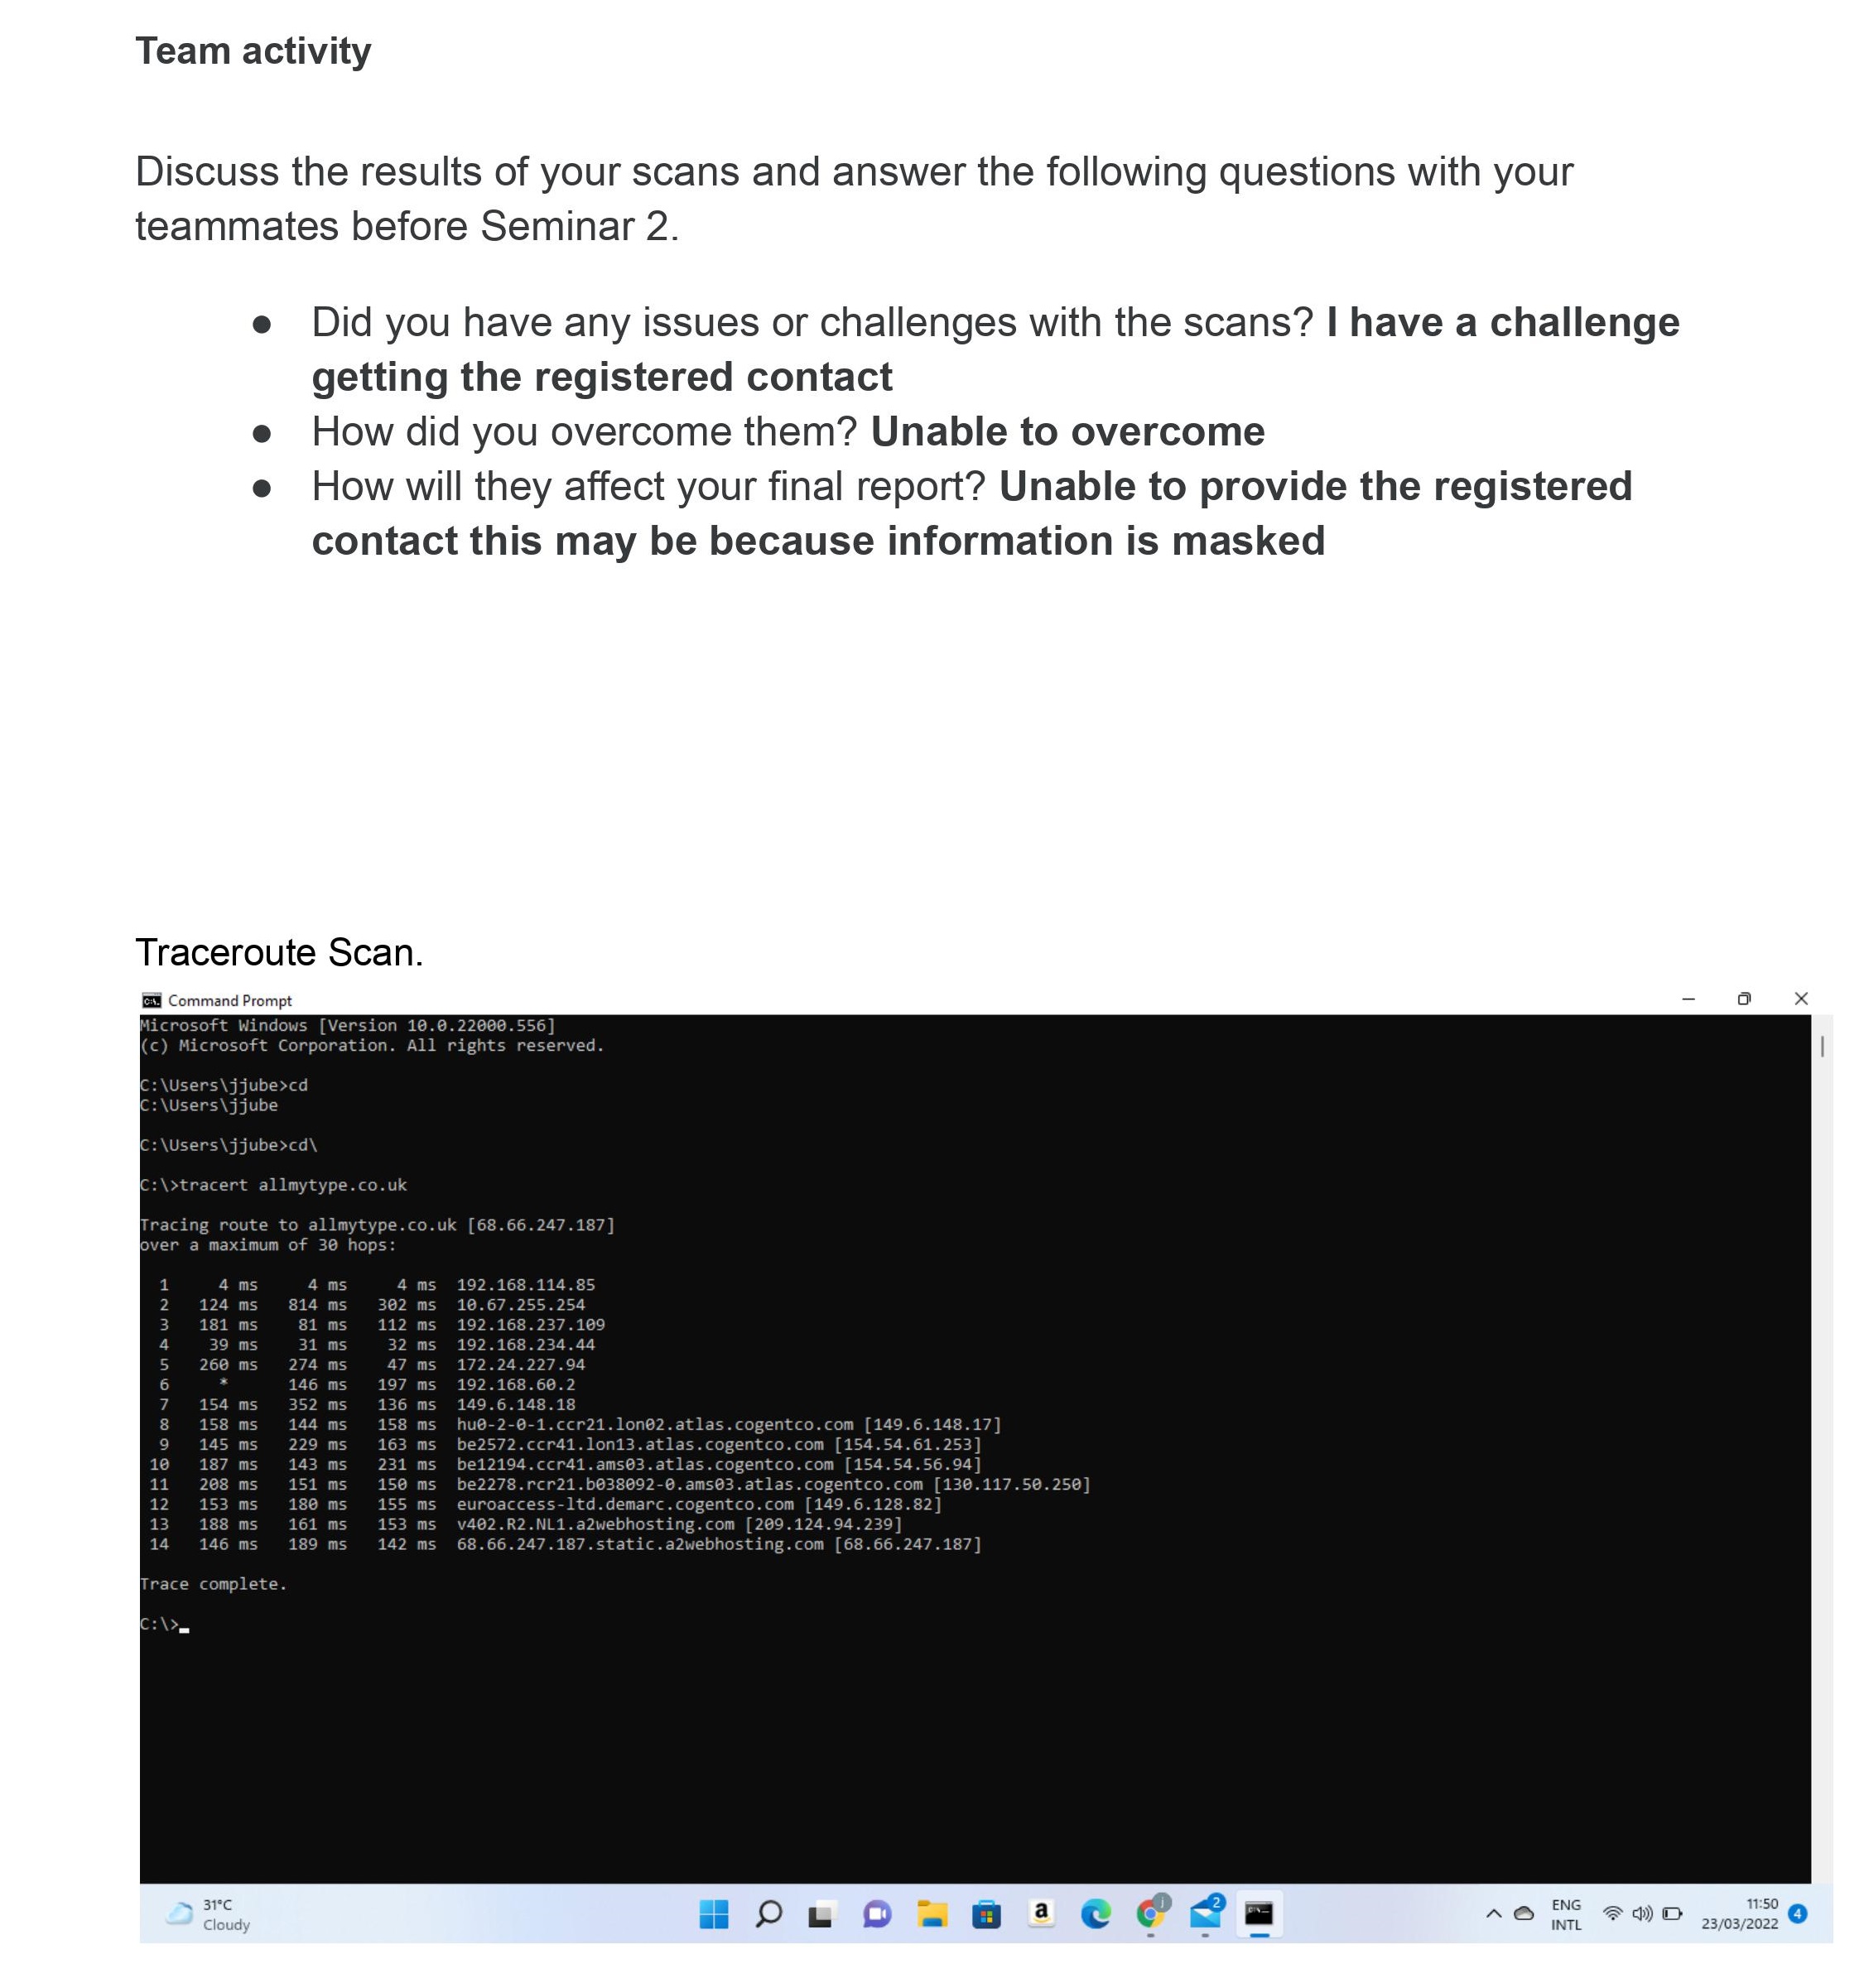 Team activity
Discuss the results of your scans and answer the following questions with your
teammates before Seminar 2.
● Did you have any issues or challenges with the scans? I have a challenge
getting the registered contact
● How did you overcome them? Unable to overcome
● How will they affect your final report? Unable to provide the registered
contact this may be because information is masked
Traceroute Scan.
Command Prompt
Microsoft Windows [Version 10.0.22000.556]
(c) Microsoft Corporation. All rights reserved.
C:\Users\jjube>cd
C:\Users\jjube
C:\Users\jjube>cd\
C:\>tracert allmytype.co.uk
Tracing route to allmytype.co.uk [68.66.247.187]
over a maximum of 30 hops:
1 4 ms 4 ms 4 ms 192.168.114.85
2 124 ms 814 ms 302 ms 10.67.255.254
3 181 ms 81 ms 112 ms 192.168.237.109
4 39 ms 31 ms 32 ms 192.168.234.44
5 260 ms 274 ms 47 ms 172.24.227.94
6 * 146 ms 197 ms 192.168.60.2
7 154 ms 352 ms 136 ms 149.6.148.18
8 158 ms 144 ms 158 ms hu0-2-0-1.ccr21.lon02.atlas.cogentco.com [149.6.148.17]
9 145 ms 229 ms 163 ms be2572.ccr41.lon13.atlas.cogentco.com [154.54.61.253]
10 187 ms 143 ms 231 ms be12194.ccr41.ams03.atlas.cogentco.com [154.54.56.94]
11 208 ms 151 ms 150 ms be2278.rcr21.b038092-0.ams03.atlas.cogentco.com [130.117.50.250]
12 153 ms 180 ms 155 ms euroaccess-ltd.demarc.cogentco.com [149.6.128.82]
13 188 ms 161 ms 153 ms v402.R2.NL1.a2webhosting.com [209.124.94.239]
14 146 ms 189 ms 142 ms 68.66.247.187.static.a2webhosting.com [68.66.247.187]
Trace complete.
C:\>
31°C
Cloudy
a
j
2
ENG
INTL
11:50
23/03/2022
4